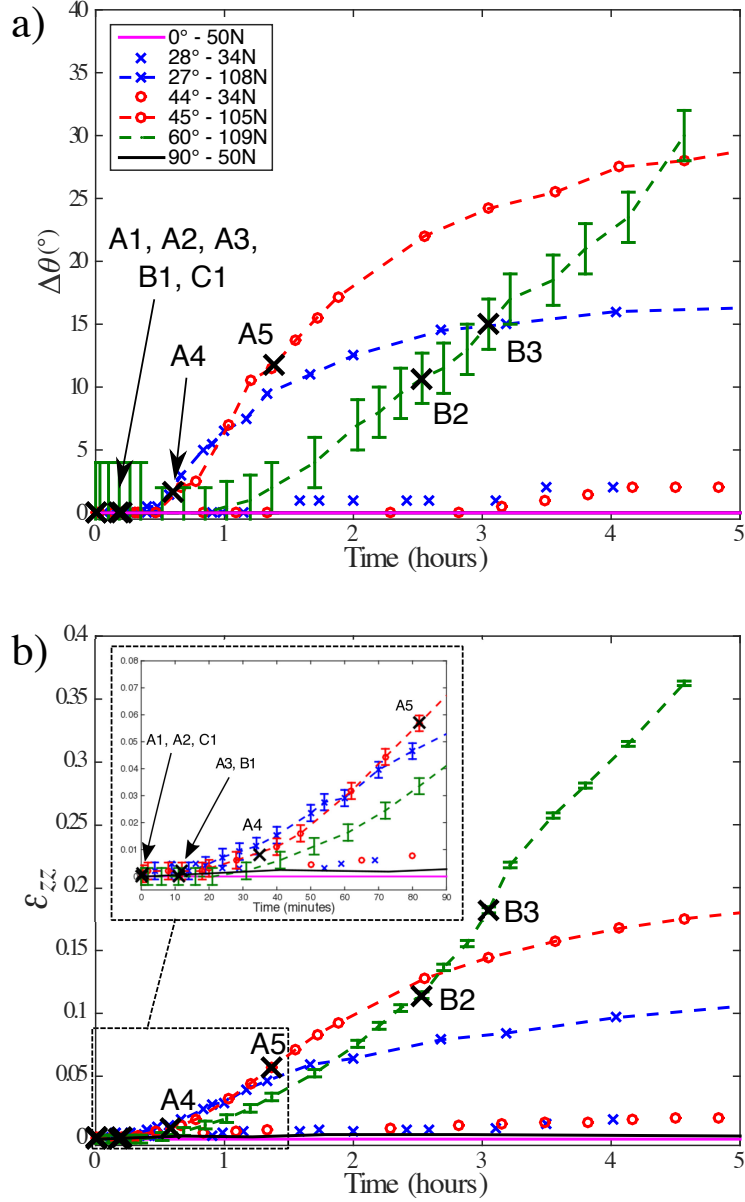 a)
40
35
30
25
20
15
10
5
0
Δθ(°)
0° - 50N
28° - 34N
27° - 108N
44° - 34N
45° - 105N
60° - 109N
90° - 50N
A1, A2, A3,
B1, C1
A4
A5
B2
B3
0 1 2 3 4 5
Time (hours)
b)
0.4
0.35
0.3
0.25
0.2
0.15
0.1
0.05
0
εzz
0.08
0.07
0.06
0.05
0.04
0.03
0.02
0.01
A1, A2, C1
A3, B1
A4
A5
0 10 20 30 40 50 60 70 80 90
Time (minutes)
A4
A5
B2
B3
0 1 2 3 4 5
Time (hours)